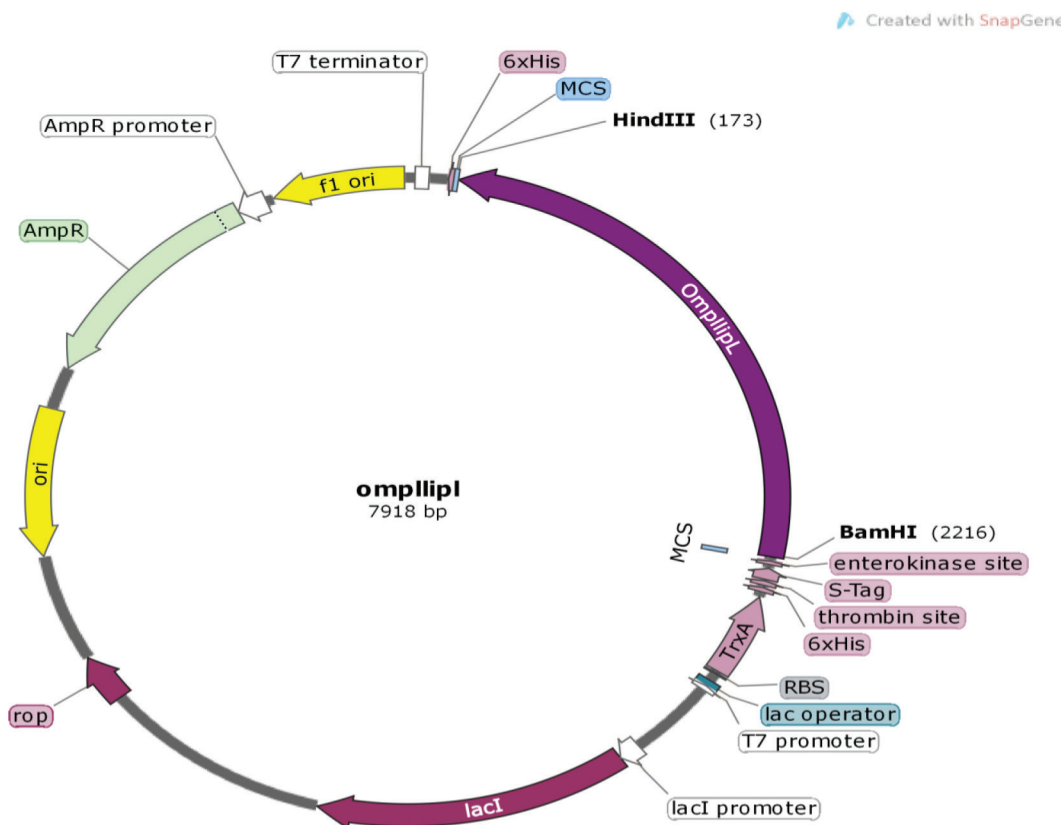 Created with SnapGene
T7 terminator
6xHis
MCS
HindIII (173)
AmpR promoter
f1 ori
AmpR
OmpllipL
ori
ompllipl
7918 bp
MCS
BamHI (2216)
enterokinase site
S-Tag
thrombin site
6xHis
TrxA
RBS
lac operator
T7 promoter
rop
lacI
lacI promoter